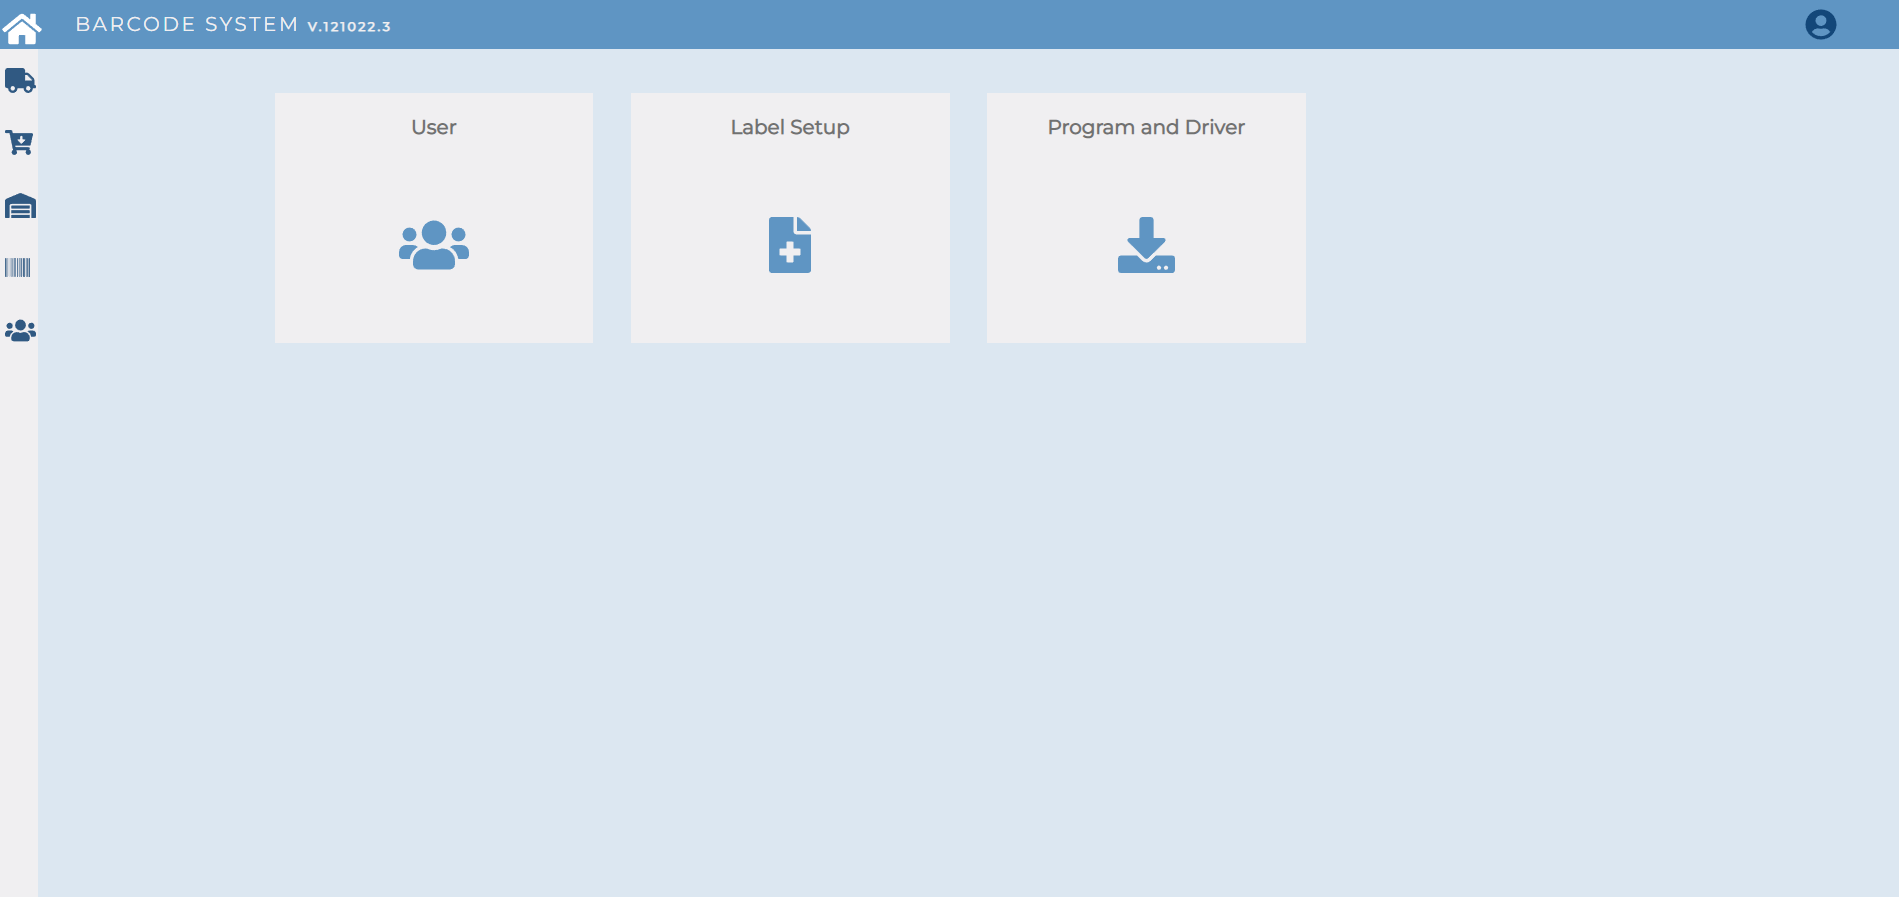 BARCODE SYSTEM V.121022.3
User
Label Setup
Program and Driver